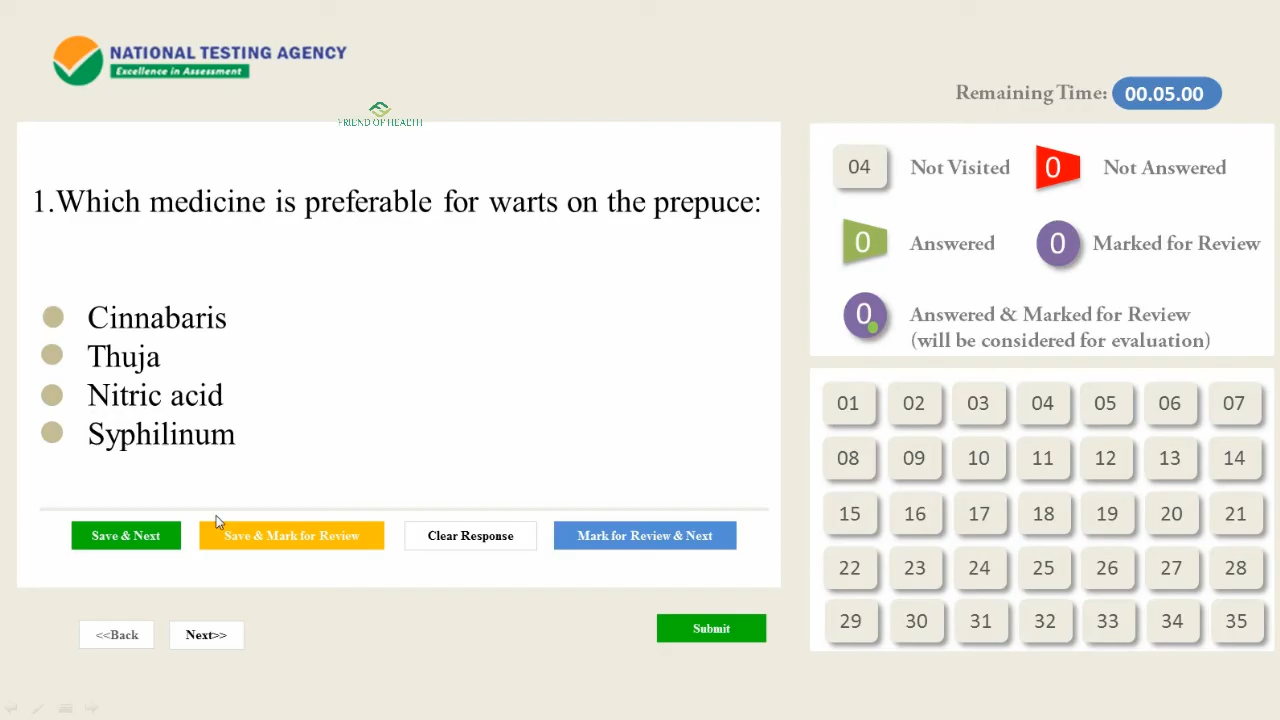 NATIONAL TESTING AGENCY
Excellence in Assessment
FRIEND OF HEALTH
Remaining Time: 00.05.00
1.Which medicine is preferable for warts on the prepuce:
Cinnabaris
Thuja
Nitric acid
Syphilinum
Save & Next
Save & Mark for Review
Clear Response
Mark for Review & Next
<<Back
Next>>
Submit
04 Not Visited
0 Not Answered
0 Answered
0 Marked for Review
0 Answered & Marked for Review
(will be considered for evaluation)
01 02 03 04 05 06 07
08 09 10 11 12 13 14
15 16 17 18 19 20 21
22 23 24 25 26 27 28
29 30 31 32 33 34 35